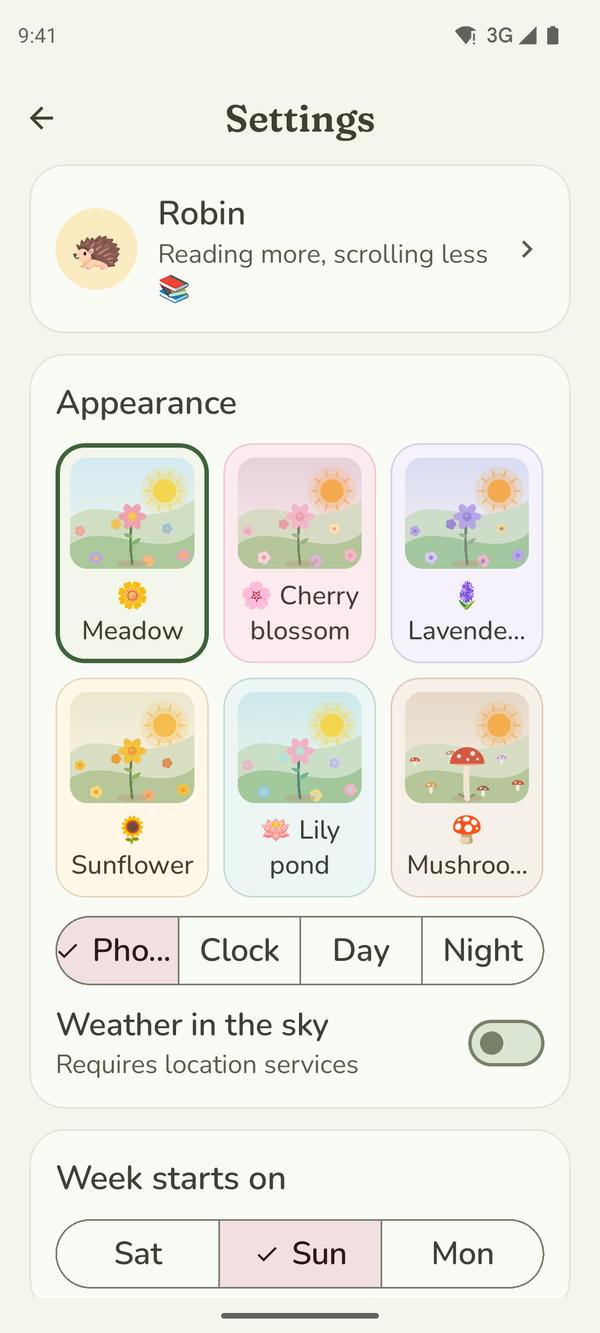 9:41
3G
Settings
Robin
Reading more, scrolling less
📚
Appearance
🌼
Meadow
🌸 Cherry
blossom
🪻
Lavende...
🌻
Sunflower
🪷 Lily
pond
🍄
Mushroo...
Pho...
Clock
Day
Night
Weather in the sky
Requires location services
Week starts on
Sat
Sun
Mon